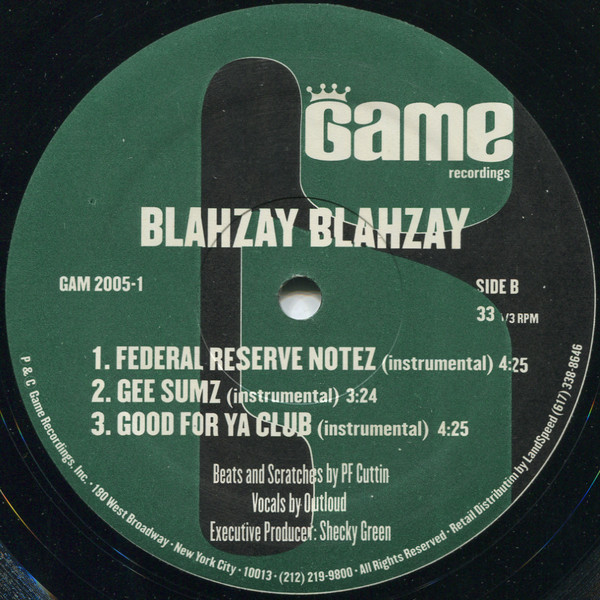 Game
recordings
BLAHZAY BLAHZAY
GAM 2005-1
SIDE B
33 1/3 RPM
1. FEDERAL RESERVE NOTEZ (instrumental) 4:25
2. GEE SUMZ (instrumental) 3:24
3. GOOD FOR YA CLUB (instrumental) 4:25
Beats and Scratches by PF Cuttin
Vocals by Outloud
Executive Producer: Shecky Green
P & C Game Recordings, Inc. · 180 West Broadway · New York City · 10013 · (212) 219-9800 · All Rights Reserved · Retail Distributim by LandSpeed (617) 338-8646